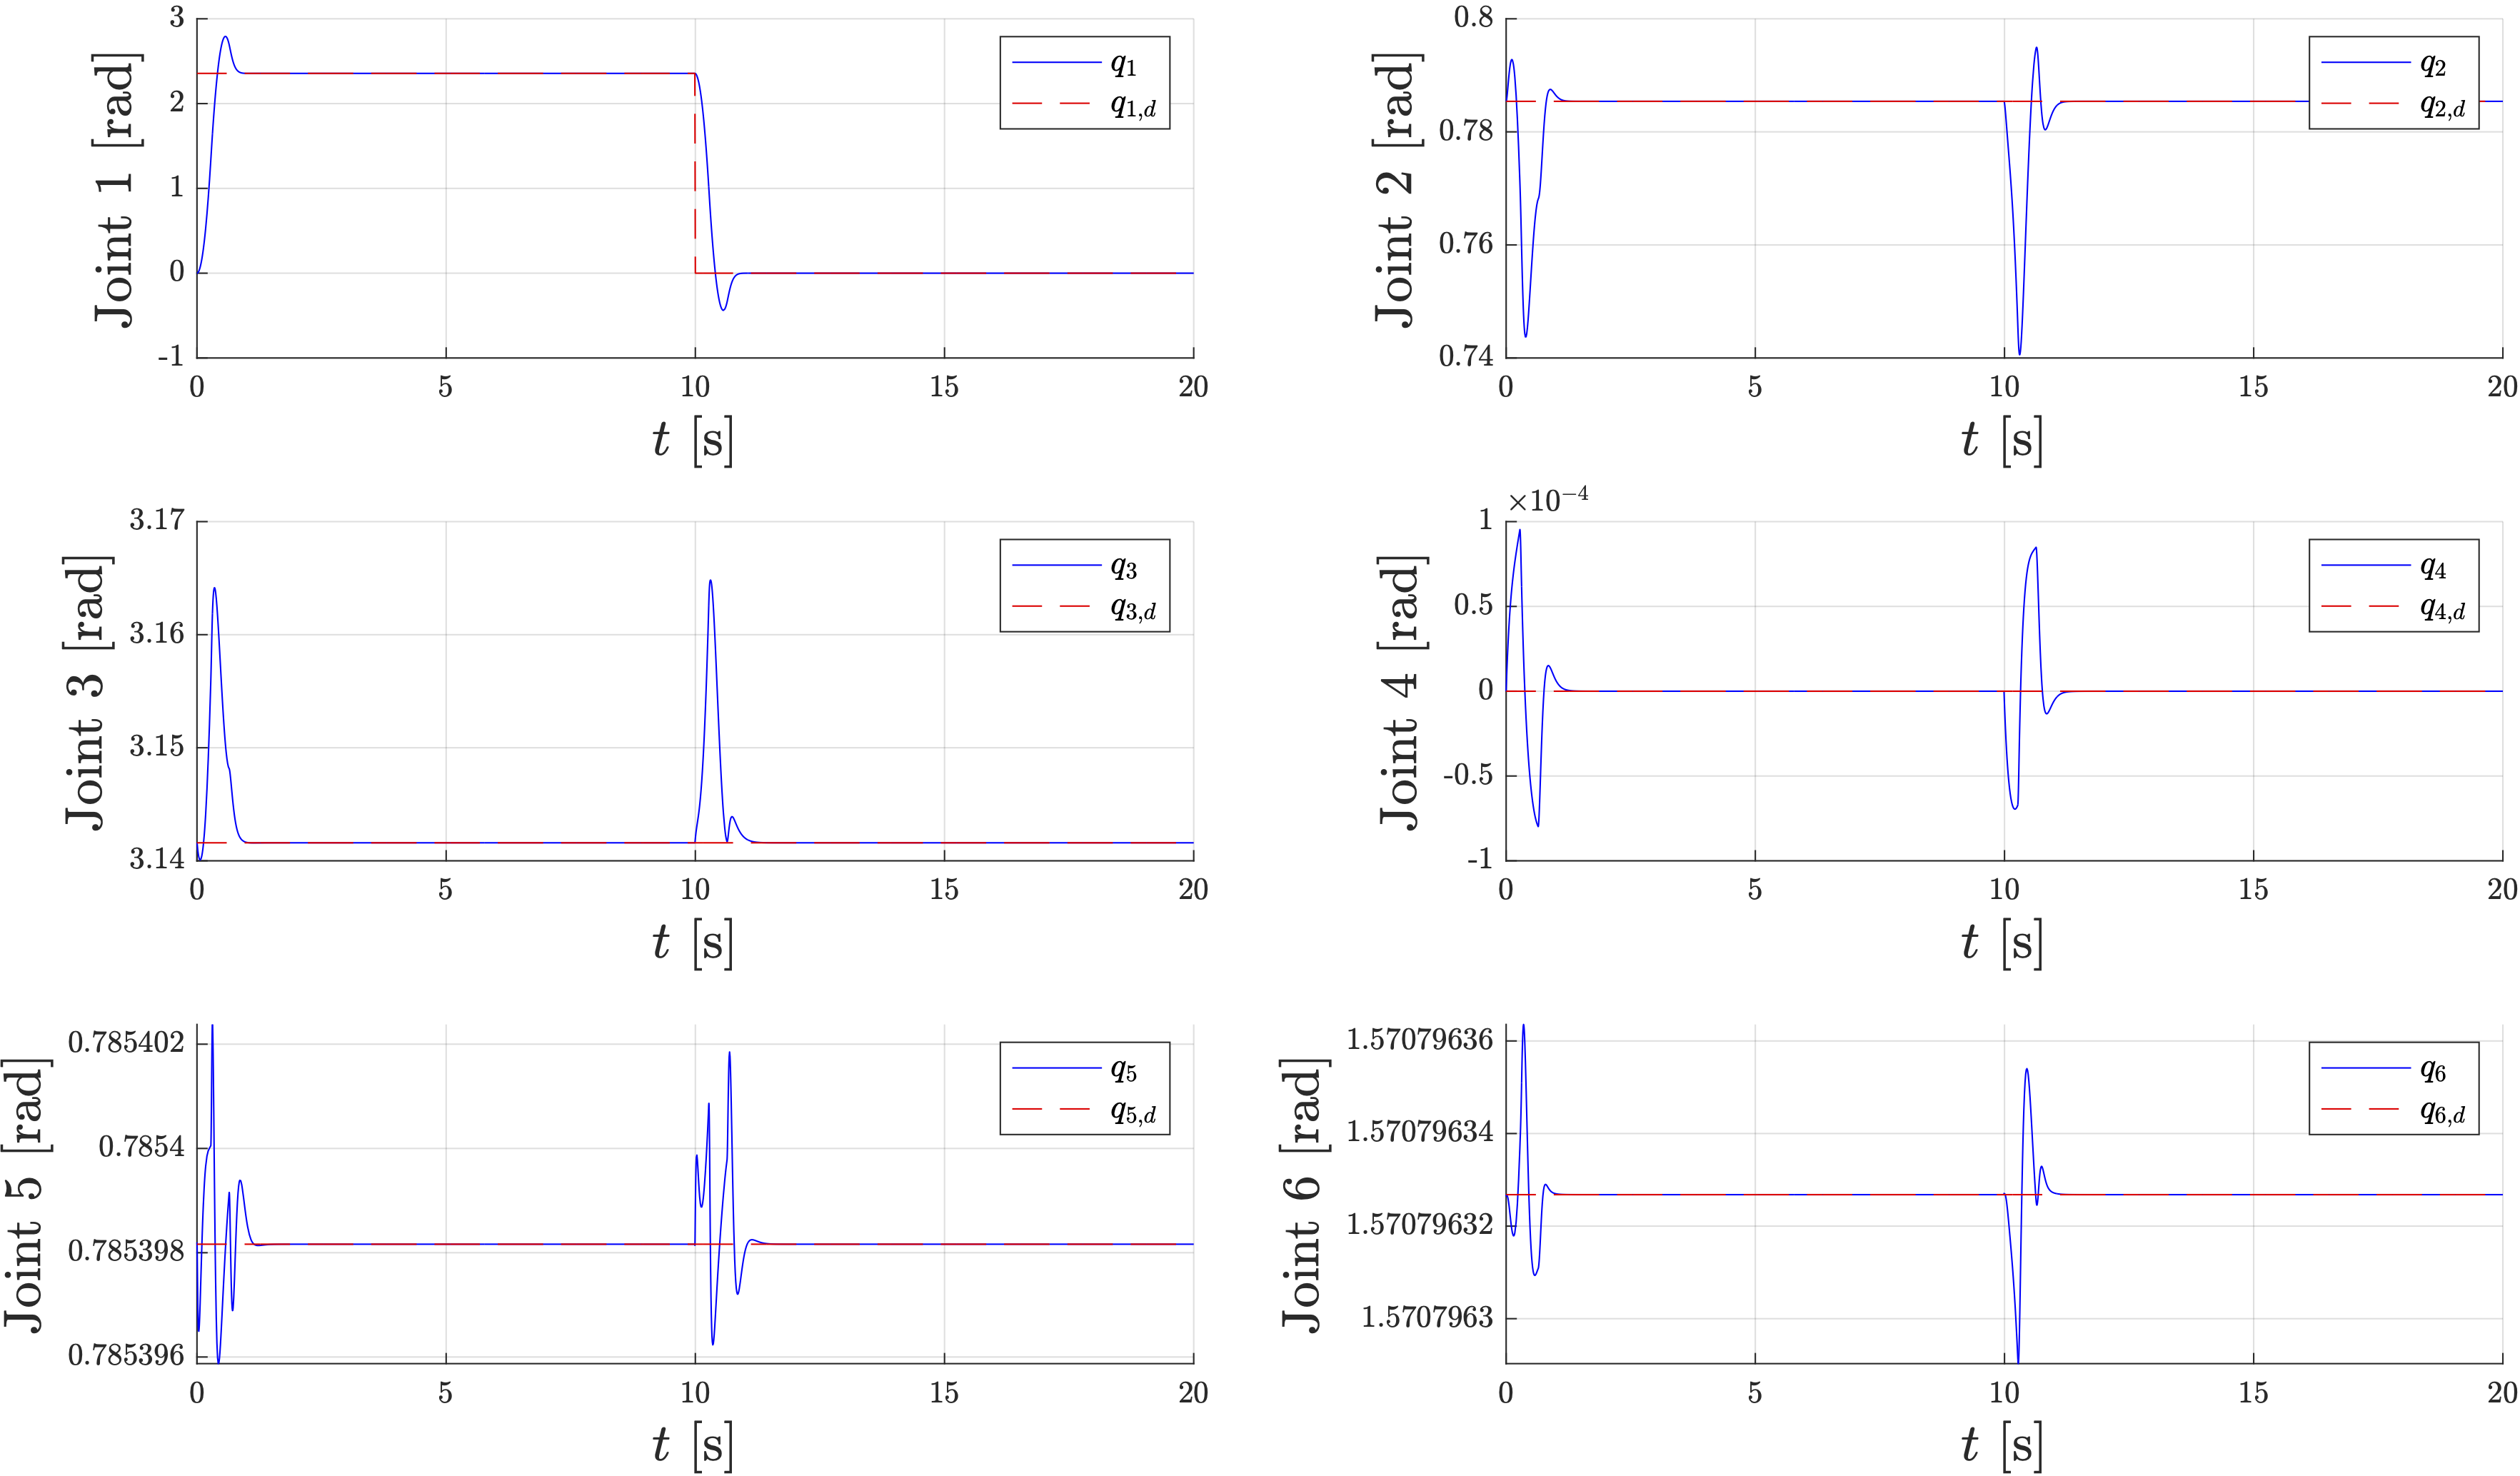 Joint 1 [rad]
3
2
1
0
-1
q1
q1,d
0 5 10 15 20
t [s]
Joint 2 [rad]
0.8
0.78
0.76
0.74
q2
q2,d
0 5 10 15 20
t [s]
Joint 3 [rad]
3.17
3.16
3.15
3.14
q3
q3,d
0 5 10 15 20
t [s]
Joint 4 [rad]
×10−4
1
0.5
0
-0.5
-1
q4
q4,d
0 5 10 15 20
t [s]
Joint 5 [rad]
0.785402
0.7854
0.785398
0.785396
q5
q5,d
0 5 10 15 20
t [s]
Joint 6 [rad]
1.57079636
1.57079634
1.57079632
1.5707963
q6
q6,d
0 5 10 15 20
t [s]